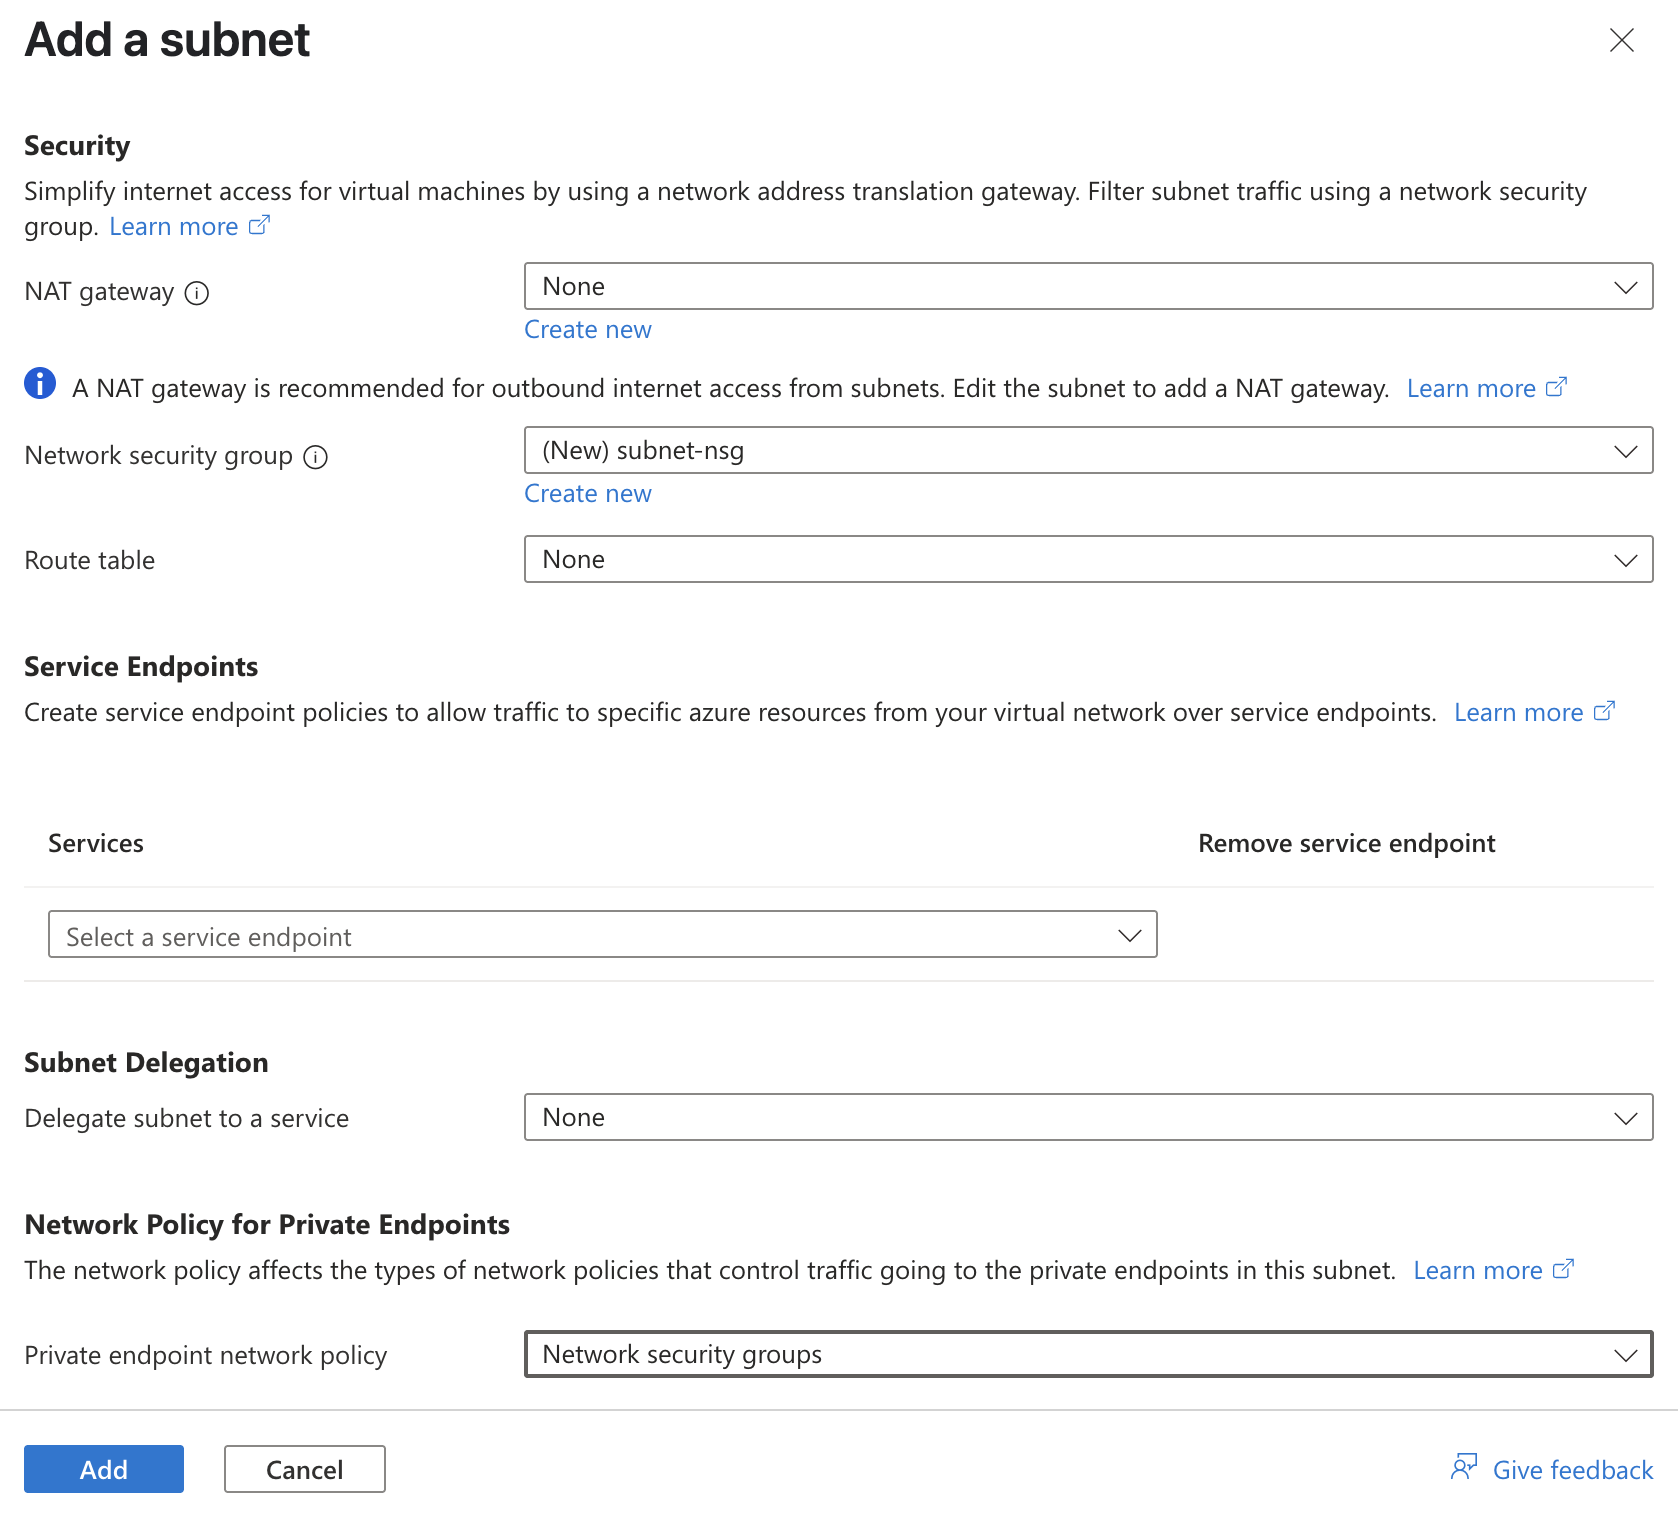 Add a subnet
Security
Simplify internet access for virtual machines by using a network address translation gateway. Filter subnet traffic using a network security
group. Learn more
NAT gateway
None
Create new
A NAT gateway is recommended for outbound internet access from subnets. Edit the subnet to add a NAT gateway. Learn more
Network security group
(New) subnet-nsg
Create new
Route table
None
Service Endpoints
Create service endpoint policies to allow traffic to specific azure resources from your virtual network over service endpoints. Learn more
Services
Remove service endpoint
Select a service endpoint
Subnet Delegation
Delegate subnet to a service
None
Network Policy for Private Endpoints
The network policy affects the types of network policies that control traffic going to the private endpoints in this subnet. Learn more
Private endpoint network policy
Network security groups
Add
Cancel
Give feedback